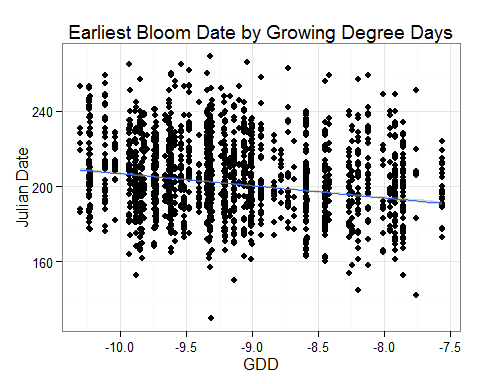 Earliest Bloom Date by Growing Degree Days
Julian Date
240
200
160
-10.0 -9.5 -9.0 -8.5 -8.0 -7.5
GDD